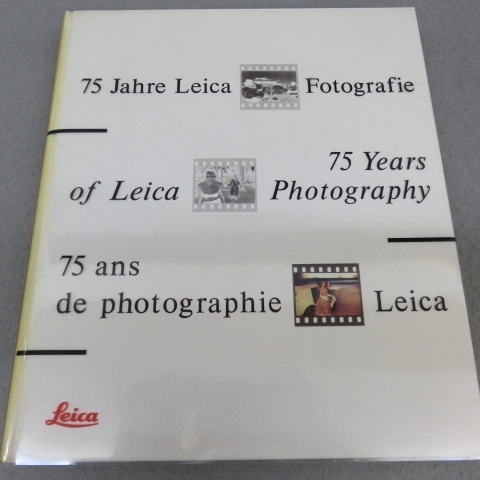 75 Jahre Leica Fotografie
75 Years
of Leica Photography
75 ans
de photographie Leica
Leica